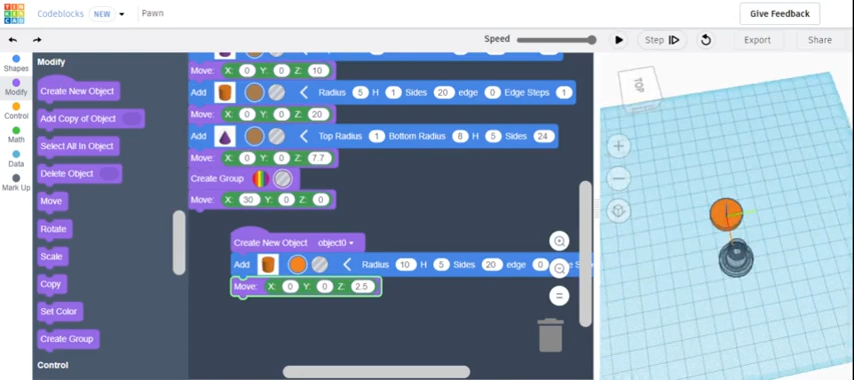 TIN
KER
CAD
Codeblocks NEW Pawn Give Feedback
Speed Step Export Share
Shapes
Modify
Control
Math
Data
Mark Up
Modify
Create New Object
Add Copy of Object
Select All In Object
Delete Object
Move
Rotate
Scale
Copy
Set Color
Create Group
Control
Move: X: 0 Y: 0 Z: 10
Add Radius 5 H 1 Sides 20 edge 0 Edge Steps 1
Move: X: 0 Y: 0 Z: 20
Add Top Radius 1 Bottom Radius 8 H 5 Sides 24
Move: X: 0 Y: 0 Z: 7.7
Create Group
Move: X: 30 Y: 0 Z: 0
Create New Object object0
Add Radius 10 H 5 Sides 20 edge 0
Move: X: 0 Y: 0 Z: 2.5
TOP